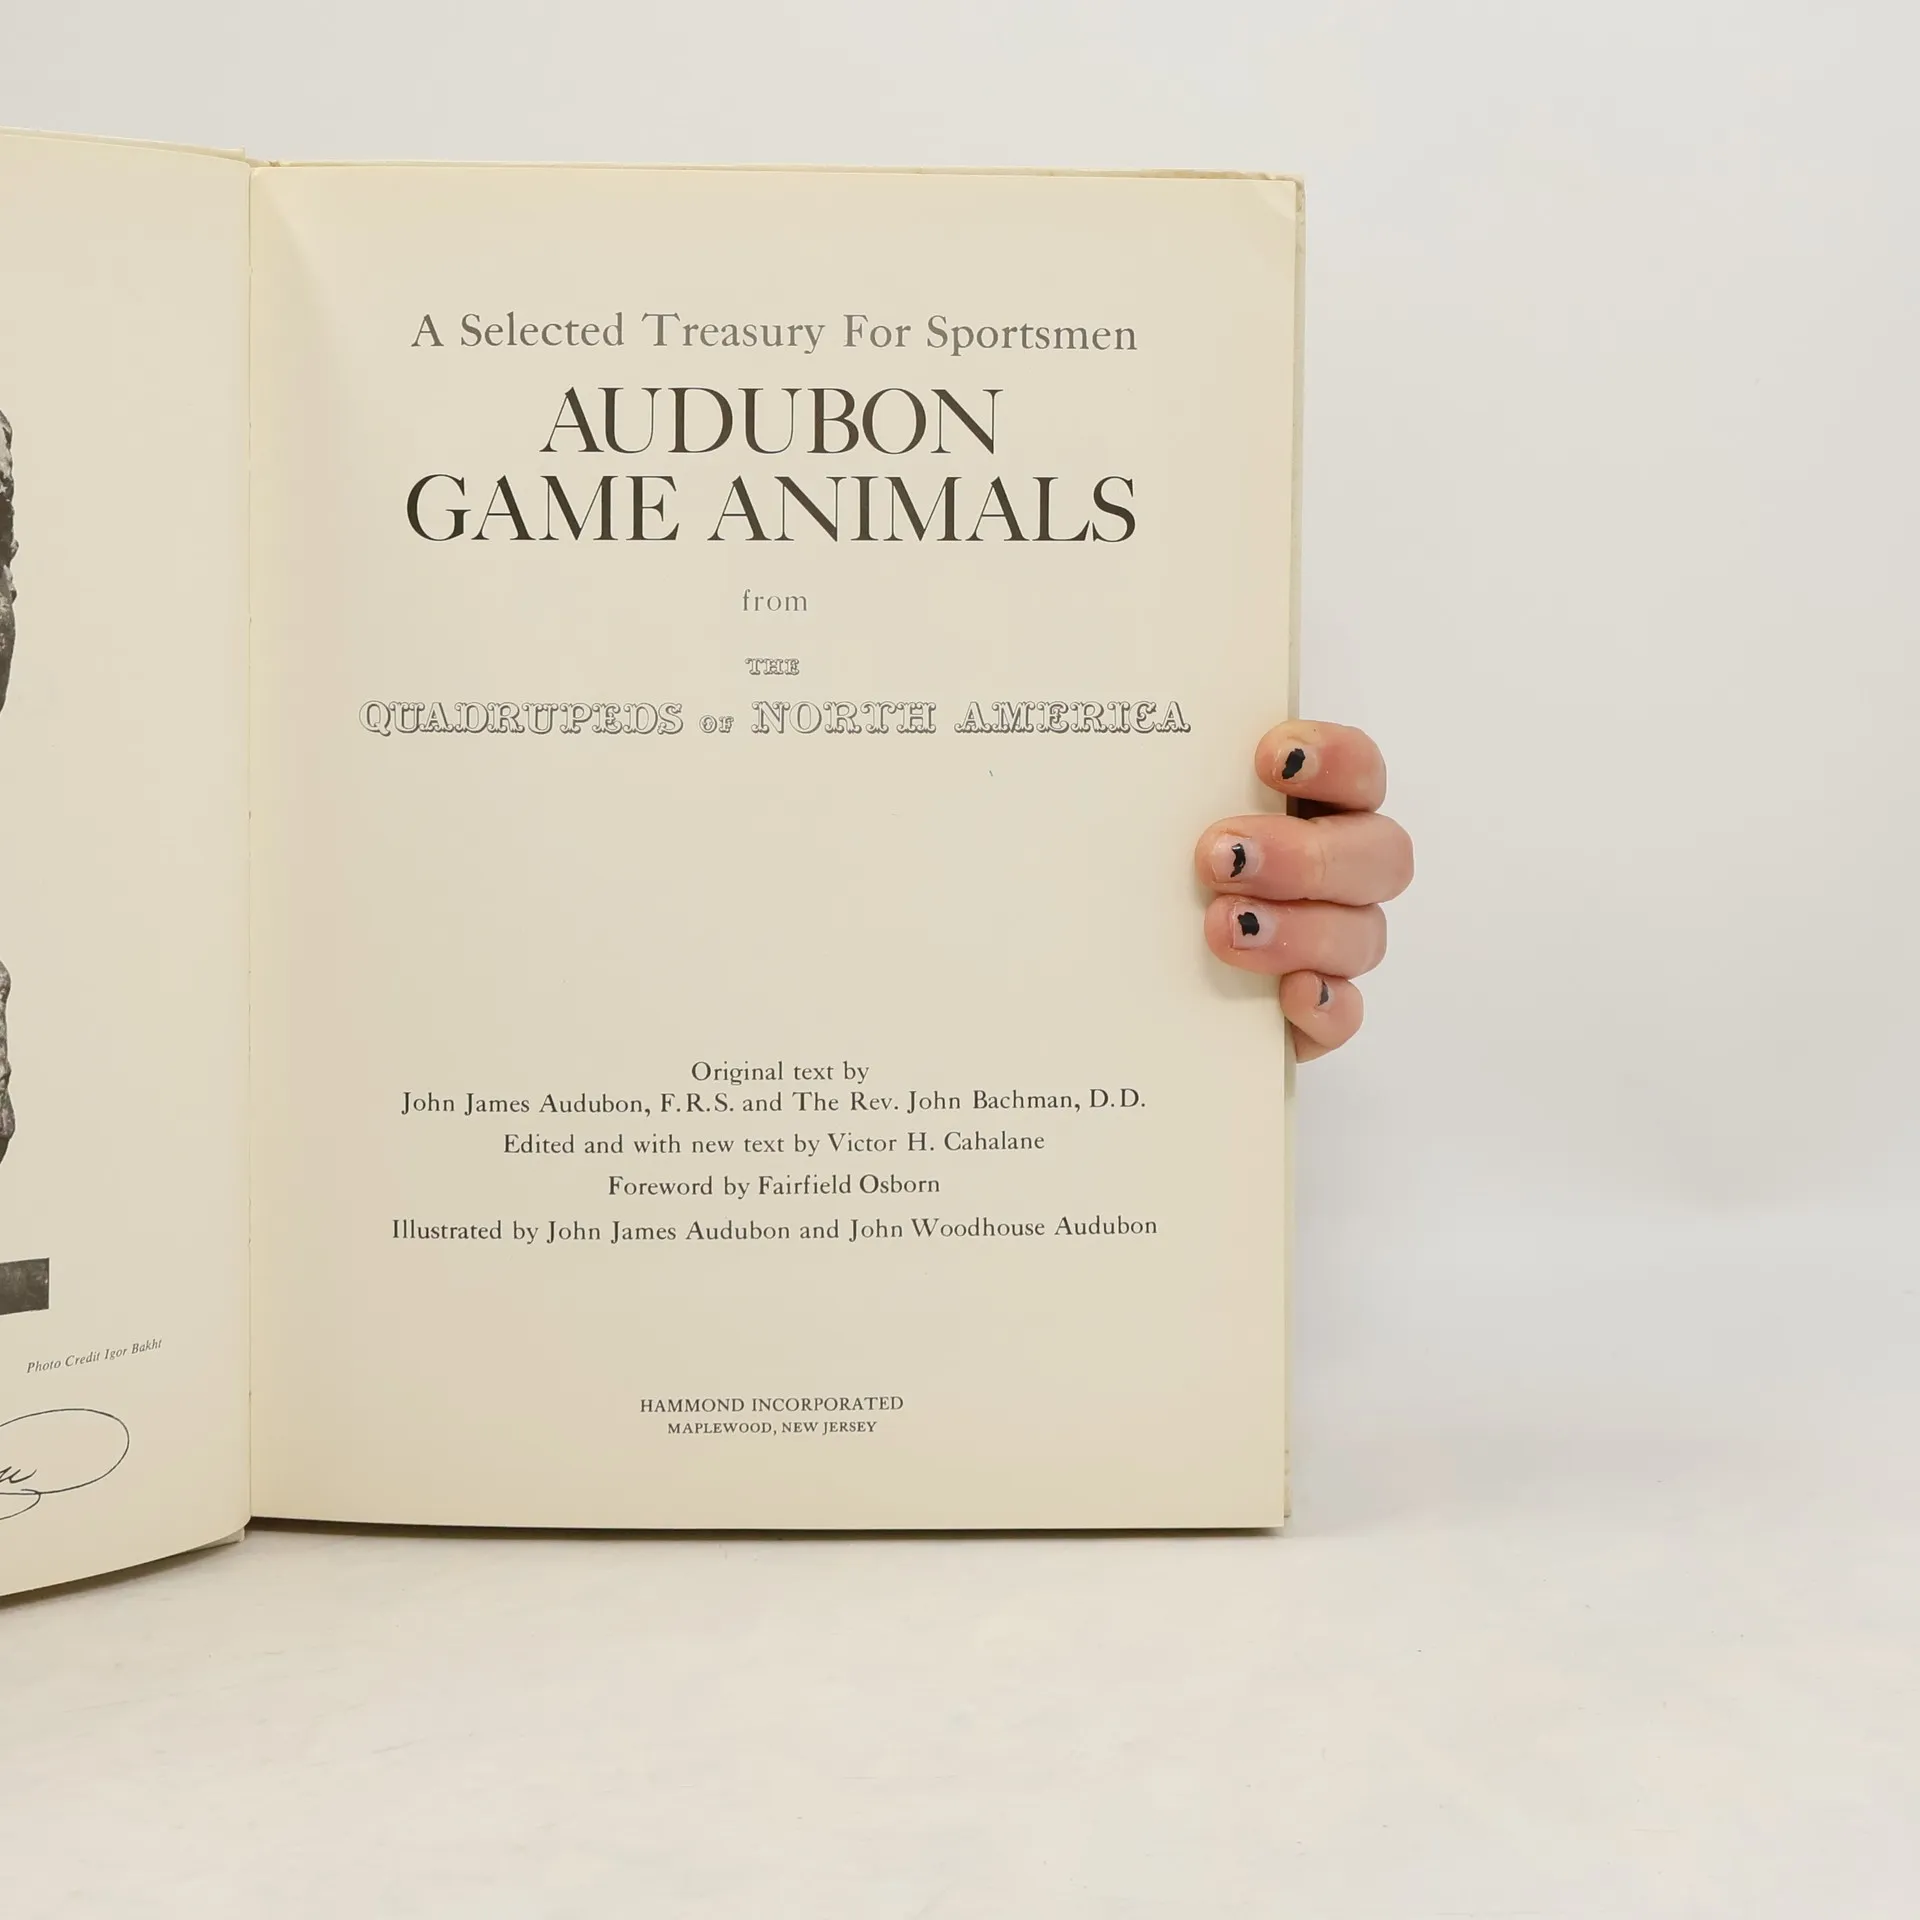 Photo Credit Igor Bakht
A Selected Treasury For Sportsmen
AUDUBON
GAME ANIMALS
from
THE
QUADRUPEDS OF NORTH AMERICA
Original text by
John James Audubon, F.R.S. and The Rev. John Bachman, D.D.
Edited and with new text by Victor H. Cahalane
Foreword by Fairfield Osborn
Illustrated by John James Audubon and John Woodhouse Audubon
HAMMOND INCORPORATED
MAPLEWOOD, NEW JERSEY